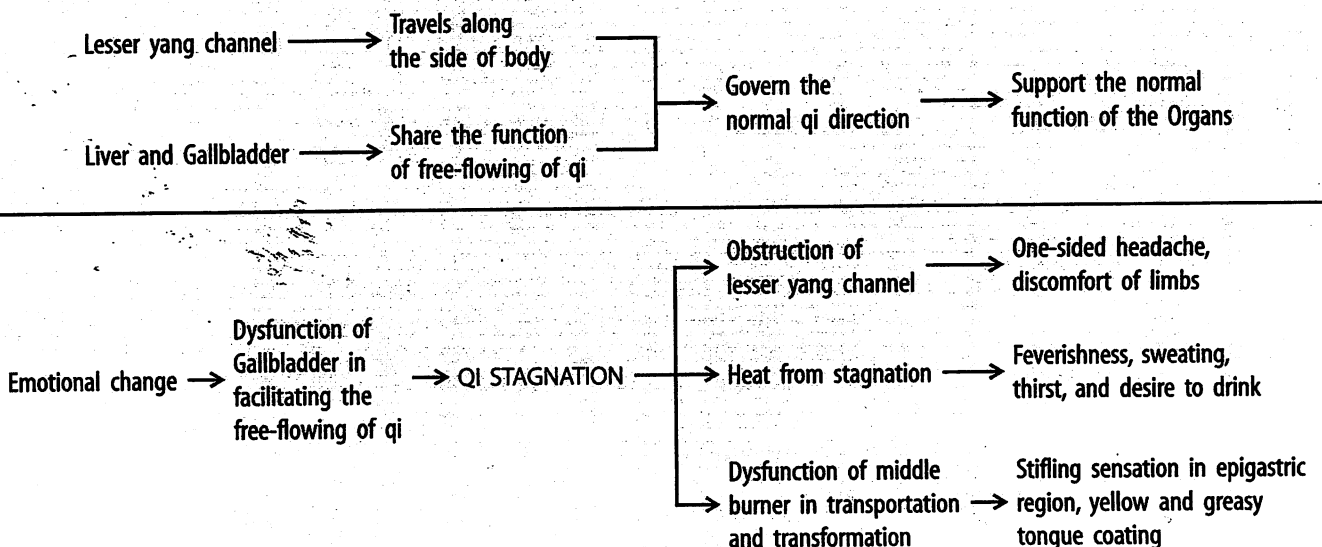 Lesser yang channel
Travels along
the side of body
Liver and Gallbladder
Share the function
of free-flowing of qi
Govern the
normal qi direction
Support the normal
function of the Organs
Emotional change
Dysfunction of
Gallbladder in
facilitating the
free-flowing of qi
QI STAGNATION
Obstruction of
lesser yang channel
One-sided headache,
discomfort of limbs
Heat from stagnation
Feverishness, sweating,
thirst, and desire to drink
Dysfunction of middle
burner in transportation
and transformation
Stifling sensation in epigastric
region, yellow and greasy
tongue coating